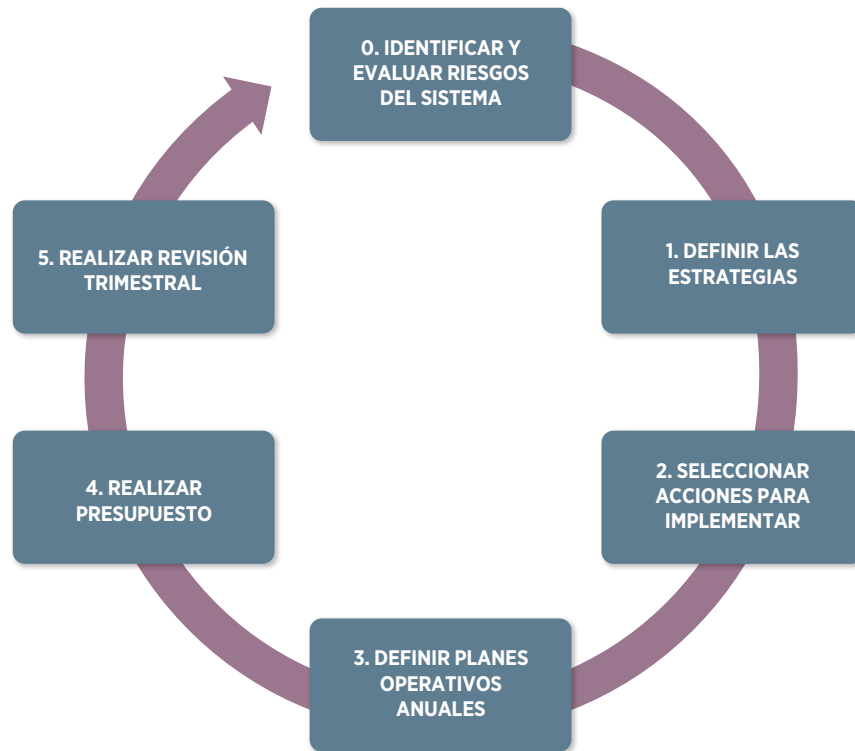 0. IDENTIFICAR Y
EVALUAR RIESGOS
DEL SISTEMA
1. DEFINIR LAS
ESTRATEGIAS
2. SELECCIONAR
ACCIONES PARA
IMPLEMENTAR
3. DEFINIR PLANES
OPERATIVOS
ANUALES
4. REALIZAR
PRESUPUESTO
5. REALIZAR REVISIÓN
TRIMESTRAL